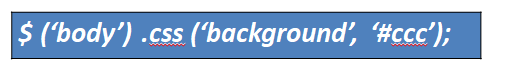 $ (‘body’) .css (‘background’, ‘#ccc’);